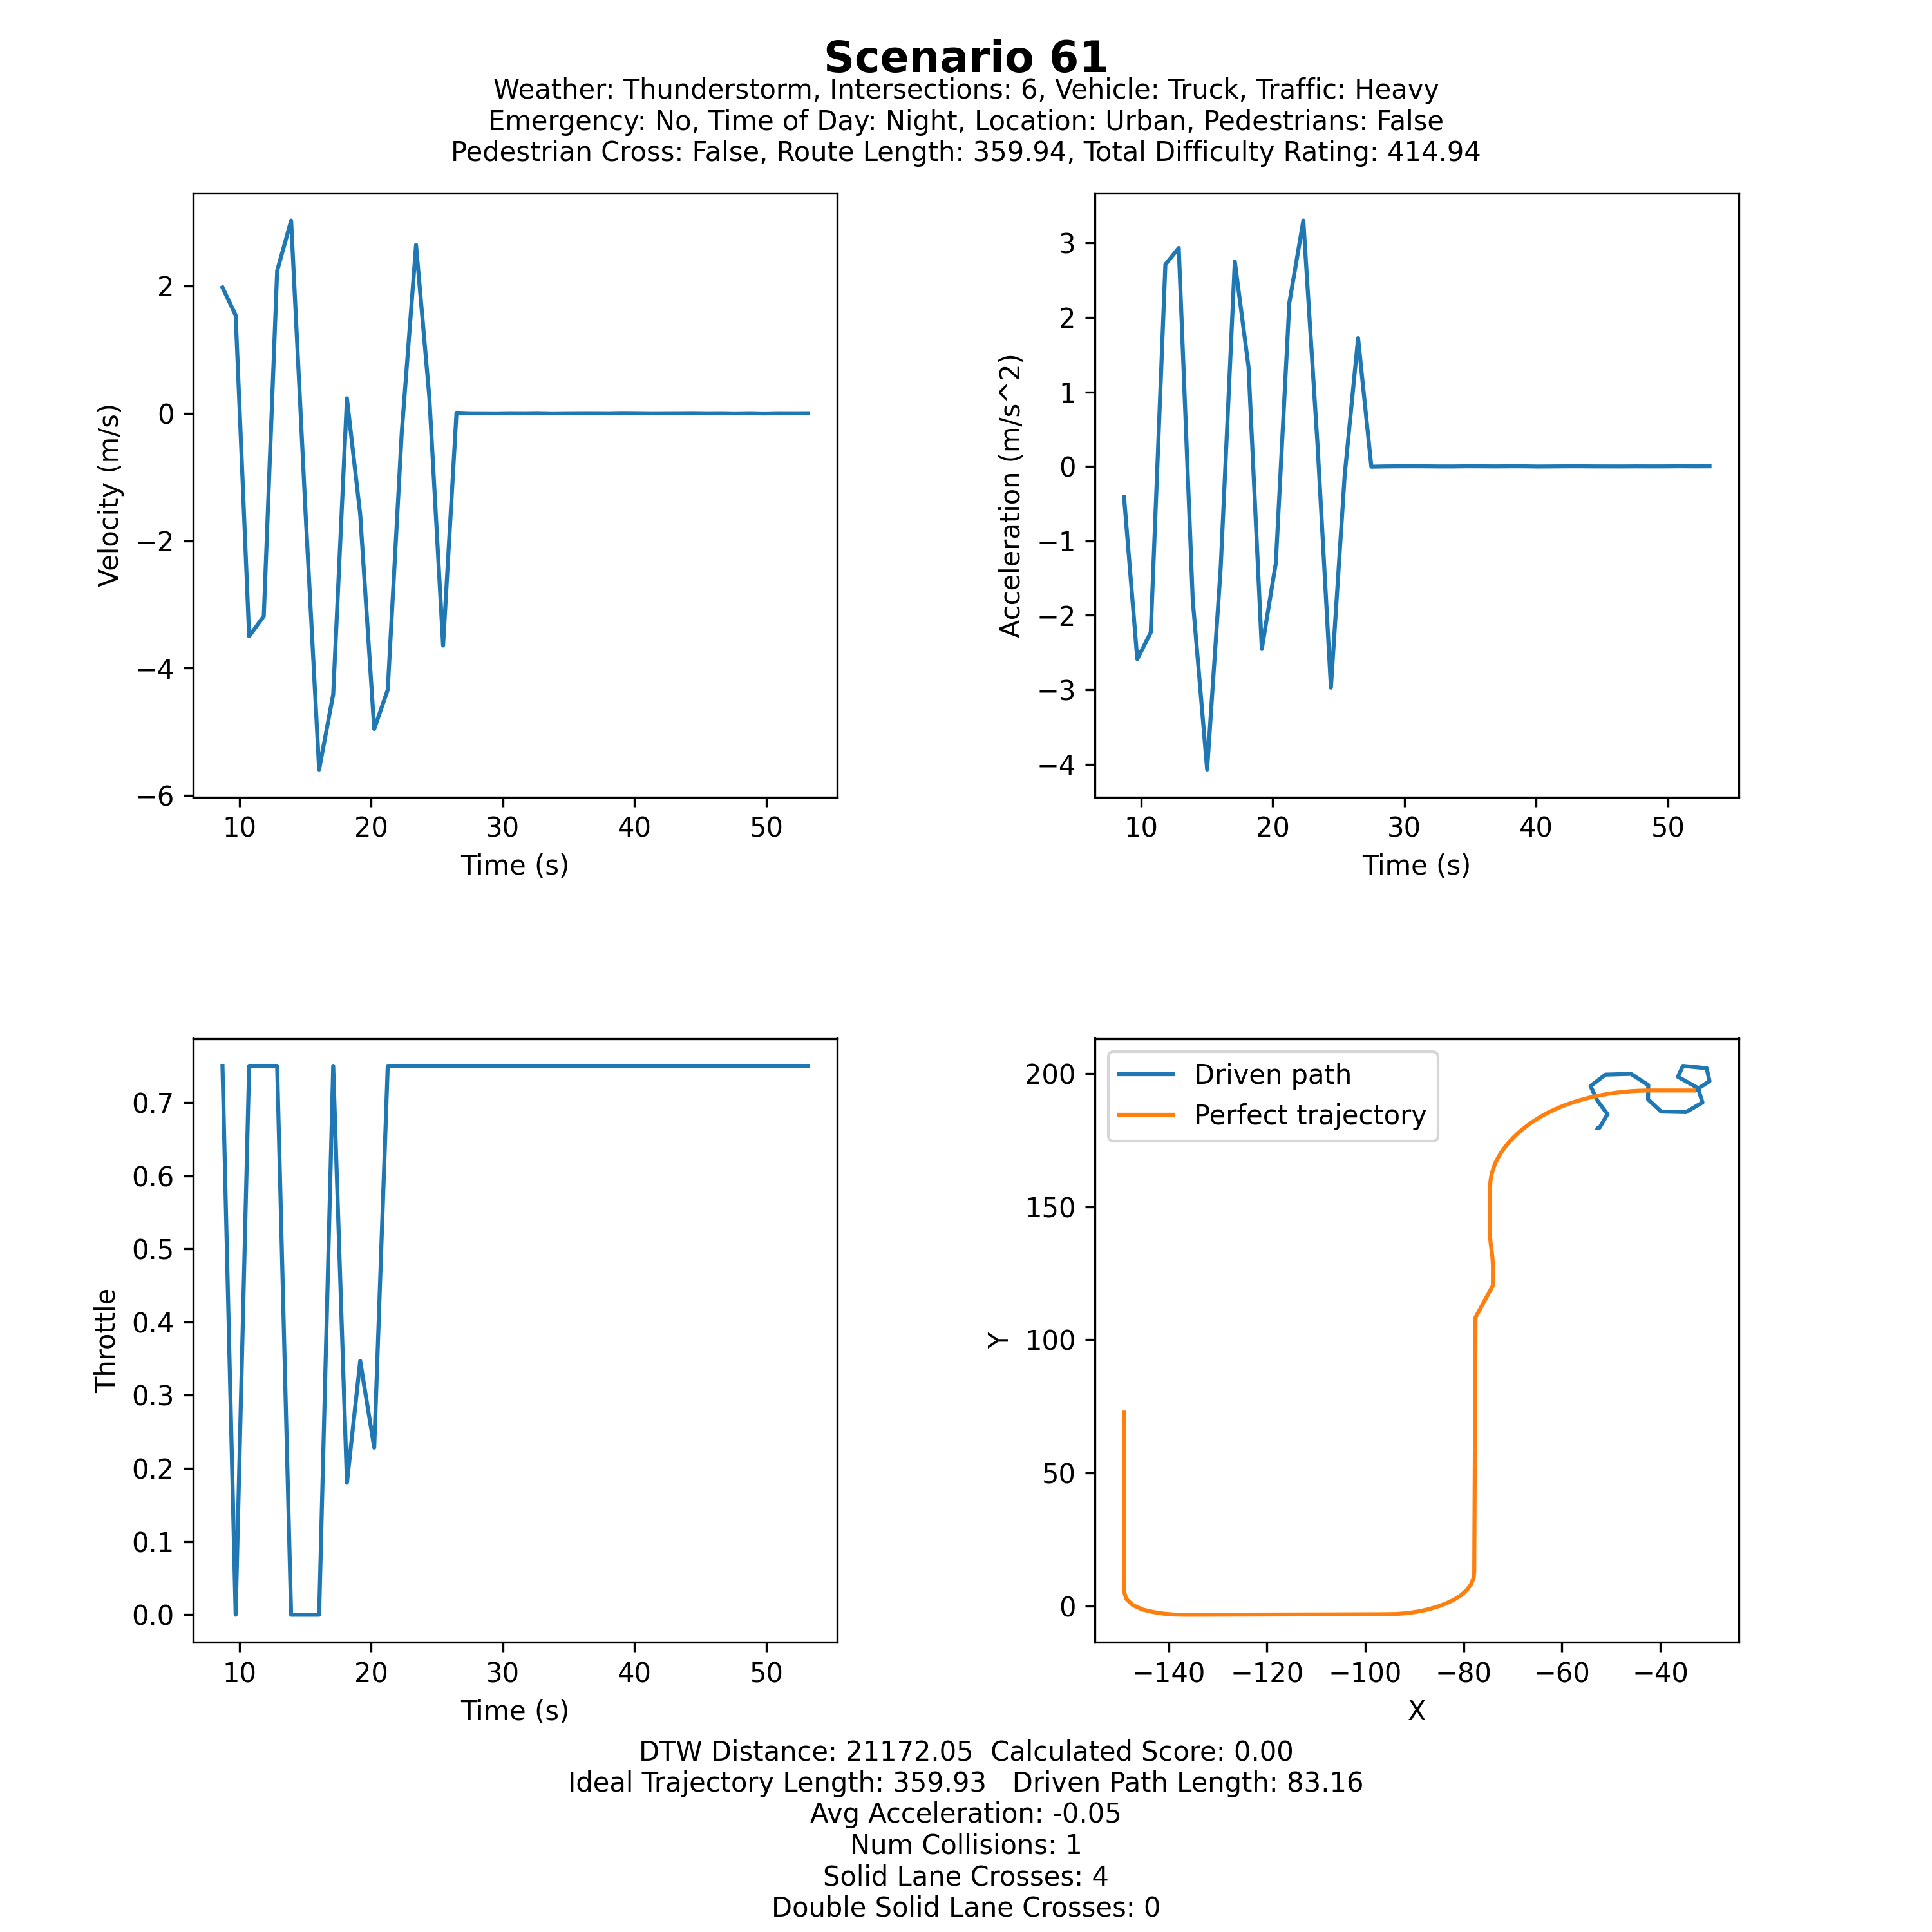 Scenario 61
Weather: Thunderstorm, Intersections: 6, Vehicle: Truck, Traffic: Heavy
Emergency: No, Time of Day: Night, Location: Urban, Pedestrians: False
Pedestrian Cross: False, Route Length: 359.94, Total Difficulty Rating: 414.94
Velocity (m/s)
2
0
−2
−4
−6
10 20 30 40 50
Time (s)
Acceleration (m/s^2)
3
2
1
0
−1
−2
−3
−4
10 20 30 40 50
Time (s)
Throttle
0.7
0.6
0.5
0.4
0.3
0.2
0.1
0.0
10 20 30 40 50
Time (s)
Driven path
Perfect trajectory
Y
200
150
100
50
0
−140 −120 −100 −80 −60 −40
X
DTW Distance: 21172.05  Calculated Score: 0.00
Ideal Trajectory Length: 359.93   Driven Path Length: 83.16
Avg Acceleration: -0.05
Num Collisions: 1
Solid Lane Crosses: 4
Double Solid Lane Crosses: 0